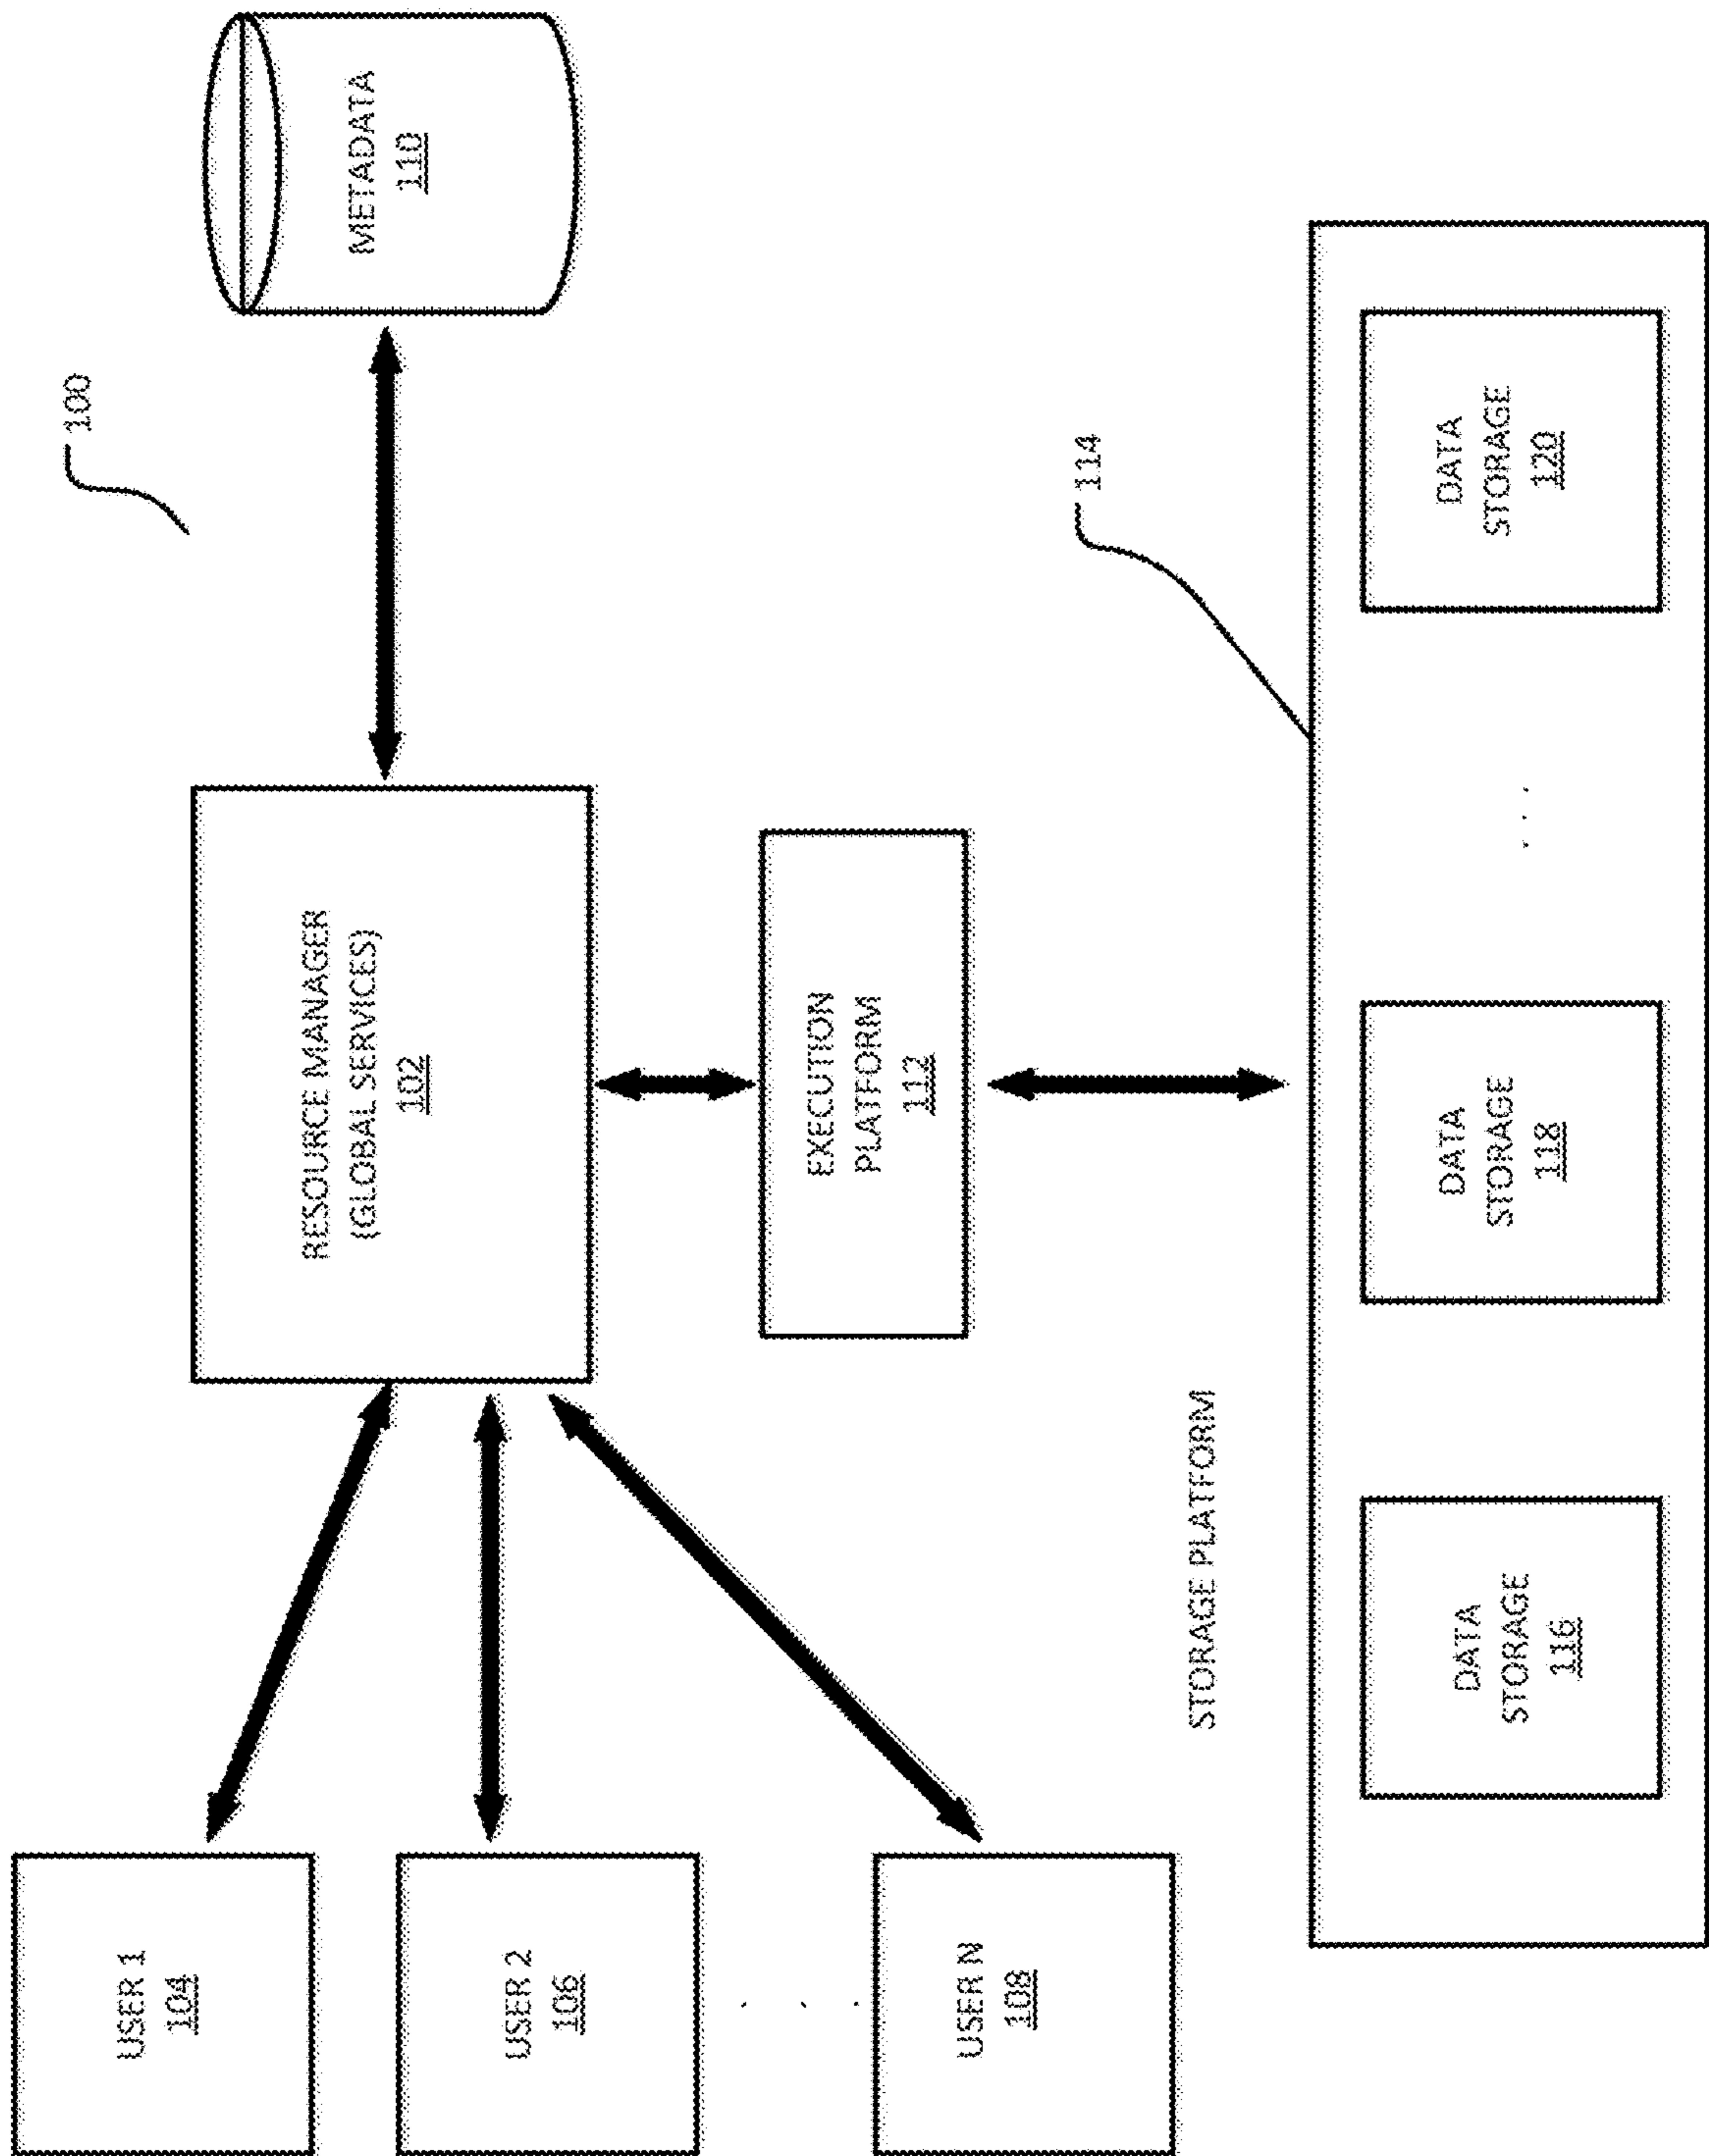 100
USER 1
104
USER 2
106
. . .
USER N
108
RESOURCE MANAGER
(GLOBAL SERVICES)
102
METADATA
110
EXECUTION
PLATFORM
112
STORAGE PLATFORM
114
DATA
STORAGE
116
DATA
STORAGE
118
. . .
DATA
STORAGE
120